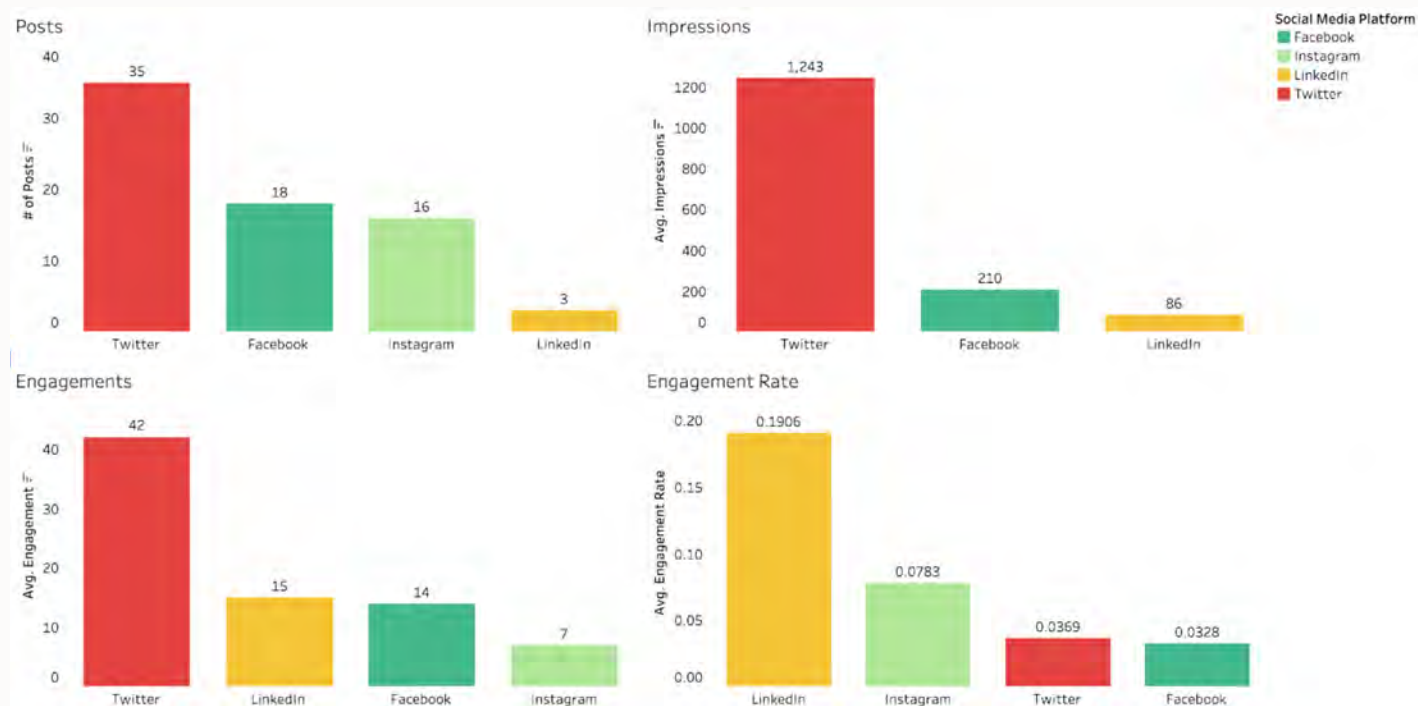 Posts
# of Posts
40
30
20
10
0
35
18
16
3
Twitter
Facebook
Instagram
LinkedIn
Impressions
Avg. Impressions
1200
1000
800
600
400
200
0
1,243
210
86
Twitter
Facebook
LinkedIn
Social Media Platform
Facebook
Instagram
LinkedIn
Twitter
Engagements
Avg. Engagement
40
30
20
10
0
42
15
14
7
Twitter
LinkedIn
Facebook
Instagram
Engagement Rate
Avg. Engagement Rate
0.20
0.15
0.10
0.05
0.00
0.1906
0.0783
0.0369
0.0328
LinkedIn
Instagram
Twitter
Facebook